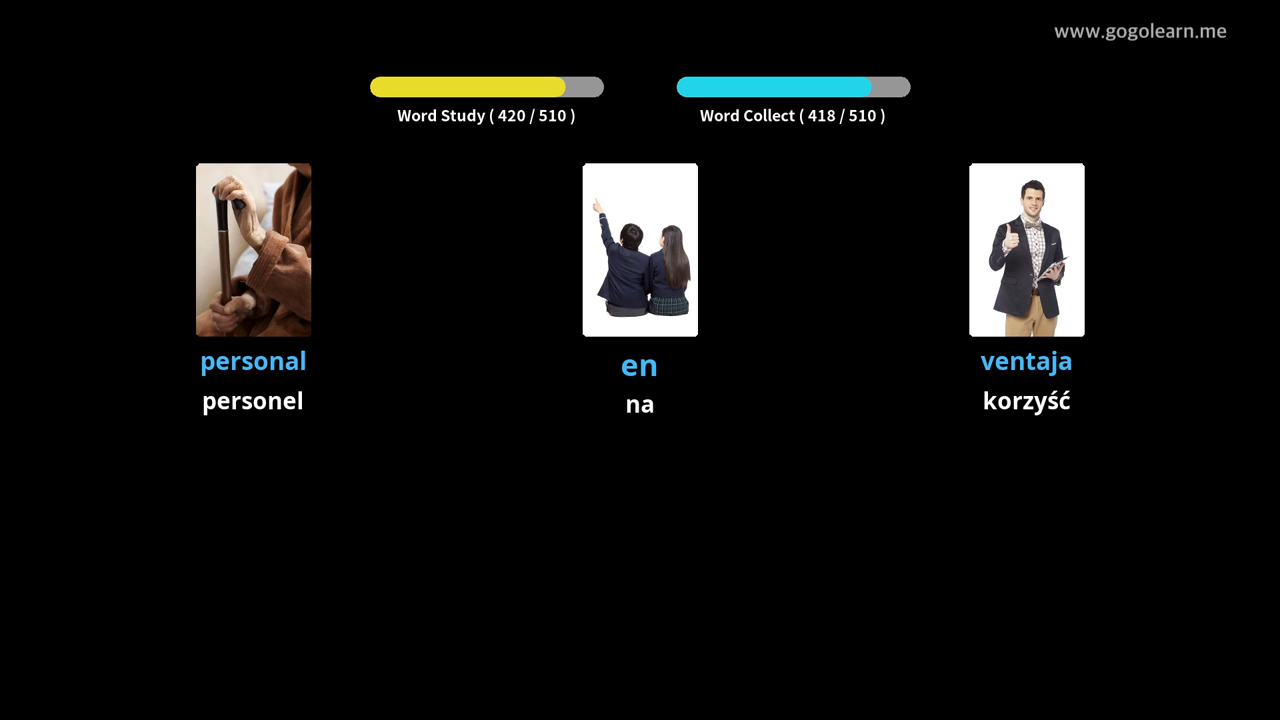 www.gogolearn.me
Word Study ( 420 / 510 )
Word Collect ( 418 / 510 )
personal
personel
en
na
ventaja
korzyść